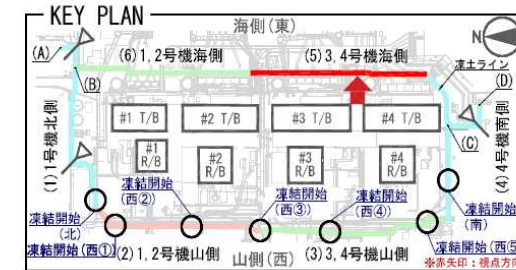 KEY PLAN
海側(東)
N
(A)
(6)1,2号機海側
(5)3,4号機海側
凍土ライン
(B)
(D)
#1 T/B
#2 T/B
#3 T/B
#4 T/B
(C)
(1)1号機北側
#1
R/B
#2
R/B
#3
R/B
#4
R/B
(4)4号機南側
凍結開始
(西②)
凍結開始
(西③)
凍結開始
(西④)
凍結開始
(北)
凍結開始
(南)
凍結開始(西①)
(2)1,2号機山側
山側(西)
(3)3,4号機山側
凍結開始(西⑤
※赤矢印:視点方向